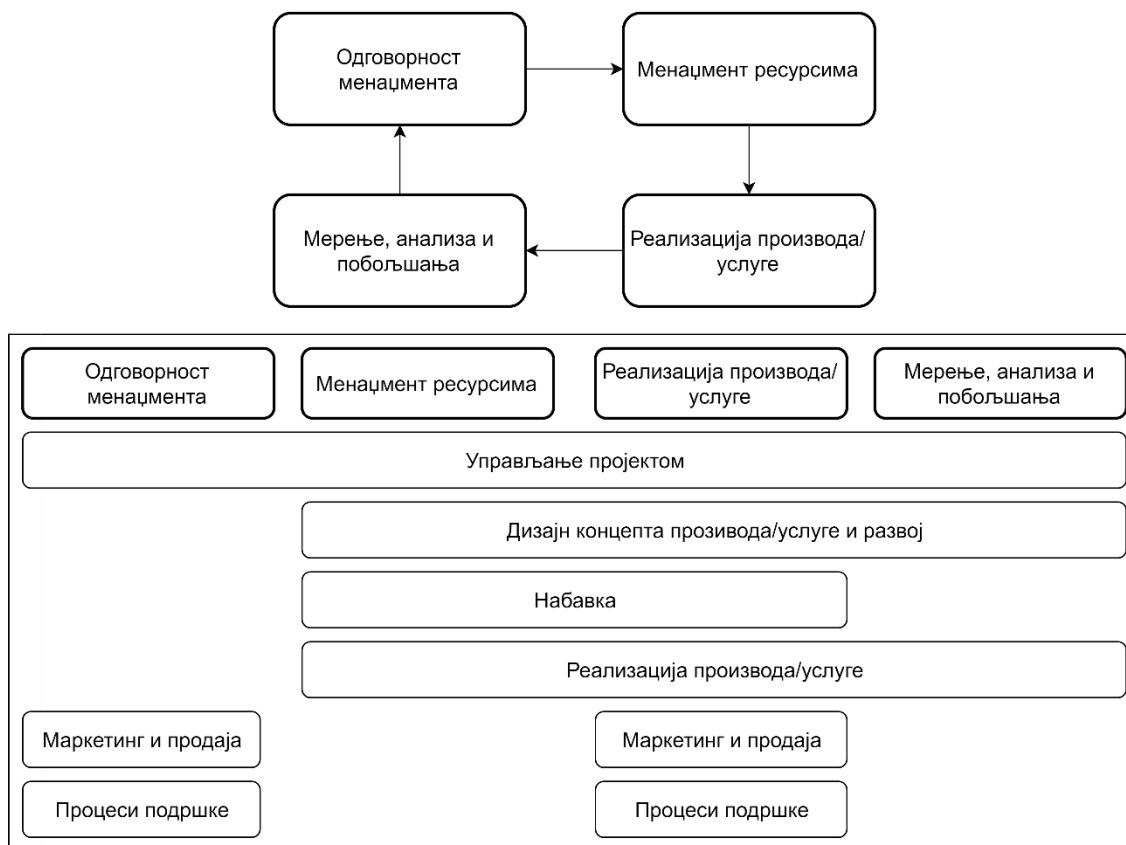 Одговорност
менаџмента
Менаџмент ресурсима
Мерење, анализа и
побољшања
Реализација производа/
услуге
Одговорност
менаџмента
Менаџмент ресурсима
Реализација производа/
услуге
Мерење, анализа и
побољшања
Управљање пројектом
Дизајн концепта прозивода/услуге и развој
Набавка
Реализација производа/услуге
Маркетинг и продаја
Маркетинг и продаја
Процеси подршке
Процеси подршке